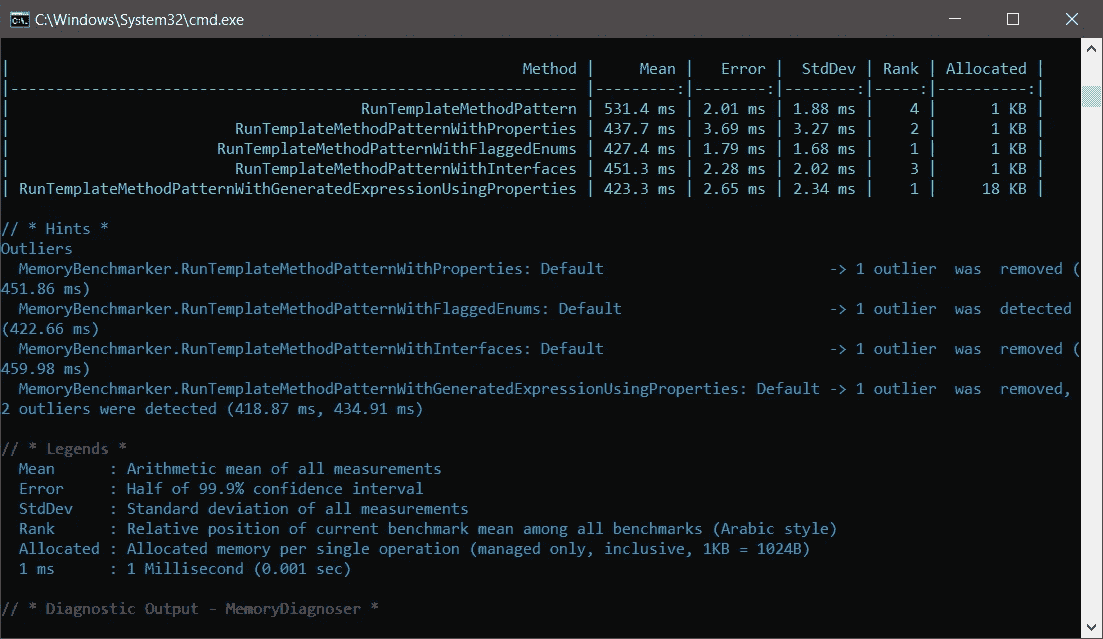 C:\Windows\System32\cmd.exe
| Method | Mean | Error | StdDev | Rank | Allocated |
|--------------------------------------------------------------- |---------:|--------:|--------:|-----:|----------:|
| RunTemplateMethodPattern | 531.4 ms | 2.01 ms | 1.88 ms | 4 | 1 KB |
| RunTemplateMethodPatternWithProperties | 437.7 ms | 3.69 ms | 3.27 ms | 2 | 1 KB |
| RunTemplateMethodPatternWithFlaggedEnums | 427.4 ms | 1.79 ms | 1.68 ms | 1 | 1 KB |
| RunTemplateMethodPatternWithInterfaces | 451.3 ms | 2.28 ms | 2.02 ms | 3 | 1 KB |
| RunTemplateMethodPatternWithGeneratedExpressionUsingProperties | 423.3 ms | 2.65 ms | 2.34 ms | 1 | 18 KB |
// * Hints *
Outliers
MemoryBenchmarker.RunTemplateMethodPatternWithProperties: Default -> 1 outlier was removed (
451.86 ms)
MemoryBenchmarker.RunTemplateMethodPatternWithFlaggedEnums: Default -> 1 outlier was detected
(422.66 ms)
MemoryBenchmarker.RunTemplateMethodPatternWithInterfaces: Default -> 1 outlier was removed (
459.98 ms)
MemoryBenchmarker.RunTemplateMethodPatternWithGeneratedExpressionUsingProperties: Default -> 1 outlier was removed,
2 outliers were detected (418.87 ms, 434.91 ms)
// * Legends *
Mean : Arithmetic mean of all measurements
Error : Half of 99.9% confidence interval
StdDev : Standard deviation of all measurements
Rank : Relative position of current benchmark mean among all benchmarks (Arabic style)
Allocated : Allocated memory per single operation (managed only, inclusive, 1KB = 1024B)
1 ms : 1 Millisecond (0.001 sec)
// * Diagnostic Output - MemoryDiagnoser *